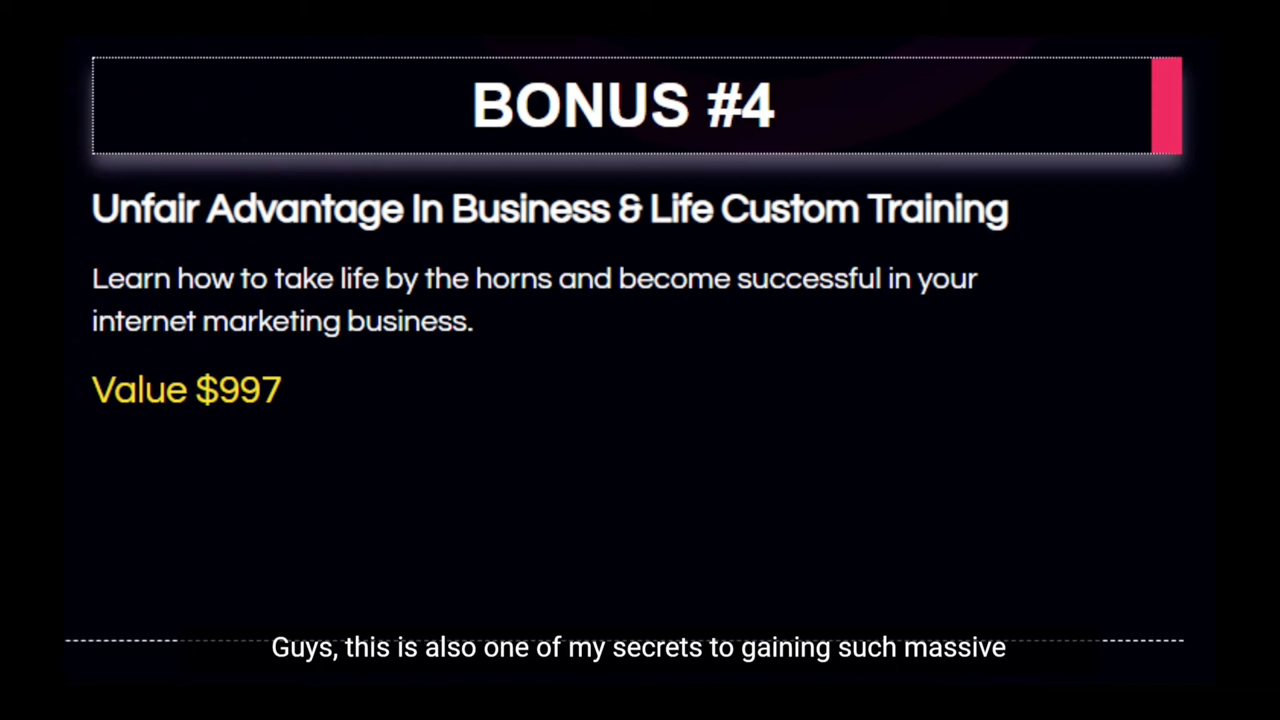 BONUS #4
Unfair Advantage In Business & Life Custom Training
Learn how to take life by the horns and become successful in your
internet marketing business.
Value $997
Guys, this is also one of my secrets to gaining such massive